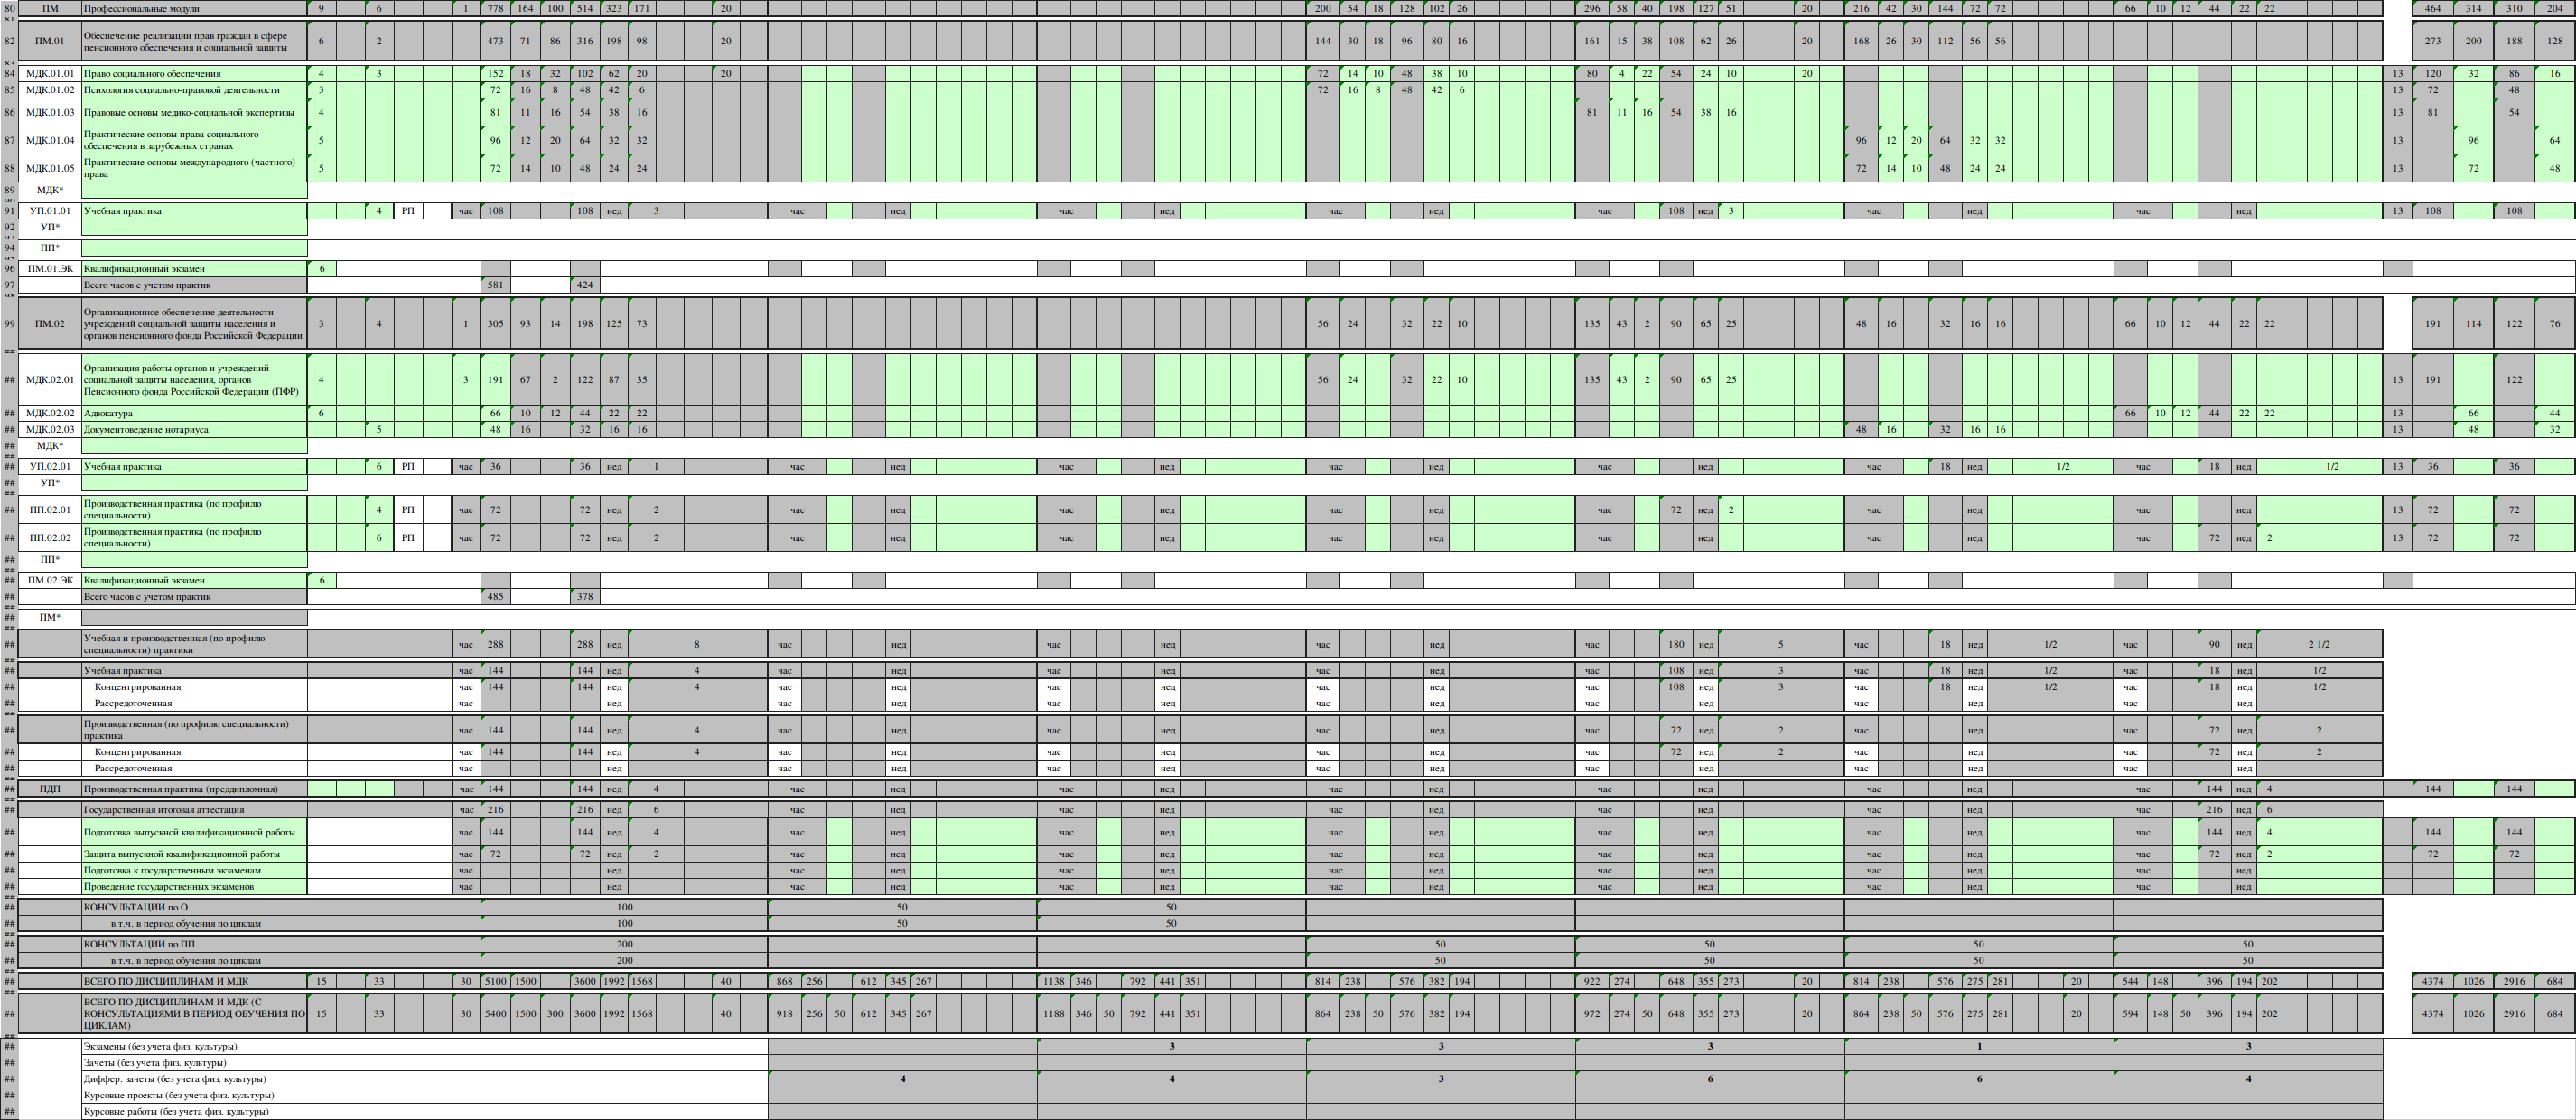 80 ПМ Профессиональные модули 9 6 1 778 164 100 514 323 171 20 200 54 18 128 102 26 296 58 40 198 127 51 20 216 42 30 144 72 72 66 10 12 44 22 22 464 314 310 204
82 ПМ.01 Обеспечение реализации прав граждан в сфере
пенсионного обеспечения и социальной защиты 6 2 473 71 86 316 198 98 20 144 30 18 96 80 16 161 15 38 108 62 26 20 168 26 30 112 56 56 273 200 188 128
84 МДК.01.01 Право социального обеспечения 4 3 152 18 32 102 62 20 20 72 14 10 48 38 10 80 4 22 54 24 10 20 13 120 32 86 16
85 МДК.01.02 Психология социально-правовой деятельности 3 72 16 8 48 42 6 72 16 8 48 42 6 13 72 48
86 МДК.01.03 Правовые основы медико-социальной экспертизы 4 81 11 16 54 38 16 81 11 16 54 38 16 13 81 54
87 МДК.01.04 Практические основы права социального
обеспечения в зарубежных странах 5 96 12 20 64 32 32 96 12 20 64 32 32 13 96 64
88 МДК.01.05 Практические основы международного (частного)
права 5 72 14 10 48 24 24 72 14 10 48 24 24 13 72 48
89 МДК*
91 УП.01.01 Учебная практика 4 РП час 108 108 нед 3 час нед час нед час нед час 108 нед 3 час нед час нед 13 108 108
92 УП*
94 ПП*
96 ПМ.01.ЭК Квалификационный экзамен 6
97 Всего часов с учетом практик 581 424
99 ПМ.02 Организационное обеспечение деятельности
учреждений социальной защиты населения и
органов пенсионного фонда Российской Федерации 3 4 1 305 93 14 198 125 73 56 24 32 22 10 135 43 2 90 65 25 48 16 32 16 16 66 10 12 44 22 22 191 114 122 76
## МДК.02.01 Организация работы органов и учреждений
социальной защиты населения, органов
Пенсионного фонда Российской Федерации (ПФР) 4 3 191 67 2 122 87 35 56 24 32 22 10 135 43 2 90 65 25 13 191 122
## МДК.02.02 Адвокатура 6 66 10 12 44 22 22 66 10 12 44 22 22 13 66 44
## МДК.02.03 Документоведение нотариуса 5 48 16 32 16 16 48 16 32 16 16 13 48 32
## МДК*
## УП.02.01 Учебная практика 6 РП час 36 36 нед 1 час нед час нед час нед час нед час 18 нед 1/2 час 18 нед 1/2 13 36 36
## УП*
## ПП.02.01 Производственная практика (по профилю
специальности) 4 РП час 72 72 нед 2 час нед час нед час нед час 72 нед 2 час нед час нед 13 72 72
## ПП.02.02 Производственная практика (по профилю
специальности) 6 РП час 72 72 нед 2 час нед час нед час нед час нед час нед час 72 нед 2 13 72 72
## ПП*
## ПМ.02.ЭК Квалификационный экзамен 6
## Всего часов с учетом практик 485 378
## ПМ*
## Учебная и производственная (по профилю
специальности) практики час 288 288 нед 8 час нед час нед час нед час 180 нед 5 час 18 нед 1/2 час 90 нед 2 1/2
## Учебная практика час 144 144 нед 4 час нед час нед час нед час 108 нед 3 час 18 нед 1/2 час 18 нед 1/2
## Концентрированная час 144 144 нед 4 час нед час нед час нед час 108 нед 3 час 18 нед 1/2 час 18 нед 1/2
## Рассредоточенная час нед час нед час нед час нед час нед час нед час нед
## Производственная (по профилю специальности)
практика час 144 144 нед 4 час нед час нед час нед час 72 нед 2 час нед час 72 нед 2
## Концентрированная час 144 144 нед 4 час нед час нед час нед час 72 нед 2 час нед час 72 нед 2
## Рассредоточенная час нед час нед час нед час нед час нед час нед час нед
## ПДП Производственная практика (преддипломная) час 144 144 нед 4 час нед час нед час нед час нед час нед час 144 нед 4 144 144
## Государственная итоговая аттестация час 216 216 нед 6 час нед час нед час нед час нед час нед час 216 нед 6
## Подготовка выпускной квалификационной работы час 144 144 нед 4 час нед час нед час нед час нед час нед час 144 нед 4 144 144
## Защита выпускной квалификационной работы час 72 72 нед 2 час нед час нед час нед час нед час нед час 72 нед 2 72 72
## Подготовка к государственным экзаменам час нед час нед час нед час нед час нед час нед час нед
## Проведение государственных экзаменов час нед час нед час нед час нед час нед час нед час нед
## КОНСУЛЬТАЦИИ по О 100 50 50
## в т.ч. в период обучения по циклам 100 50 50
## КОНСУЛЬТАЦИИ по ПП 200 50 50 50 50
## в т.ч. в период обучения по циклам 200 50 50 50 50
## ВСЕГО ПО ДИСЦИПЛИНАМ И МДК 15 33 30 5100 1500 3600 1992 1568 40 868 256 612 345 267 1138 346 792 441 351 814 238 576 382 194 922 274 648 355 273 20 814 238 576 275 281 20 544 148 396 194 202 4374 1026 2916 684
## ВСЕГО ПО ДИСЦИПЛИНАМ И МДК (С
КОНСУЛЬТАЦИЯМИ В ПЕРИОД ОБУЧЕНИЯ ПО
ЦИКЛАМ) 15 33 30 5400 1500 300 3600 1992 1568 40 918 256 50 612 345 267 1188 346 50 792 441 351 864 238 50 576 382 194 972 274 50 648 355 273 20 864 238 50 576 275 281 20 594 148 50 396 194 202 4374 1026 2916 684
## Экзамены (без учета физ. культуры) 3 3 3 1 3
## Зачеты (без учета физ. культуры)
## Диффер. зачеты (без учета физ. культуры) 4 4 3 6 6 4
## Курсовые проекты (без учета физ. культуры)
## Курсовые работы (без учета физ. культуры)